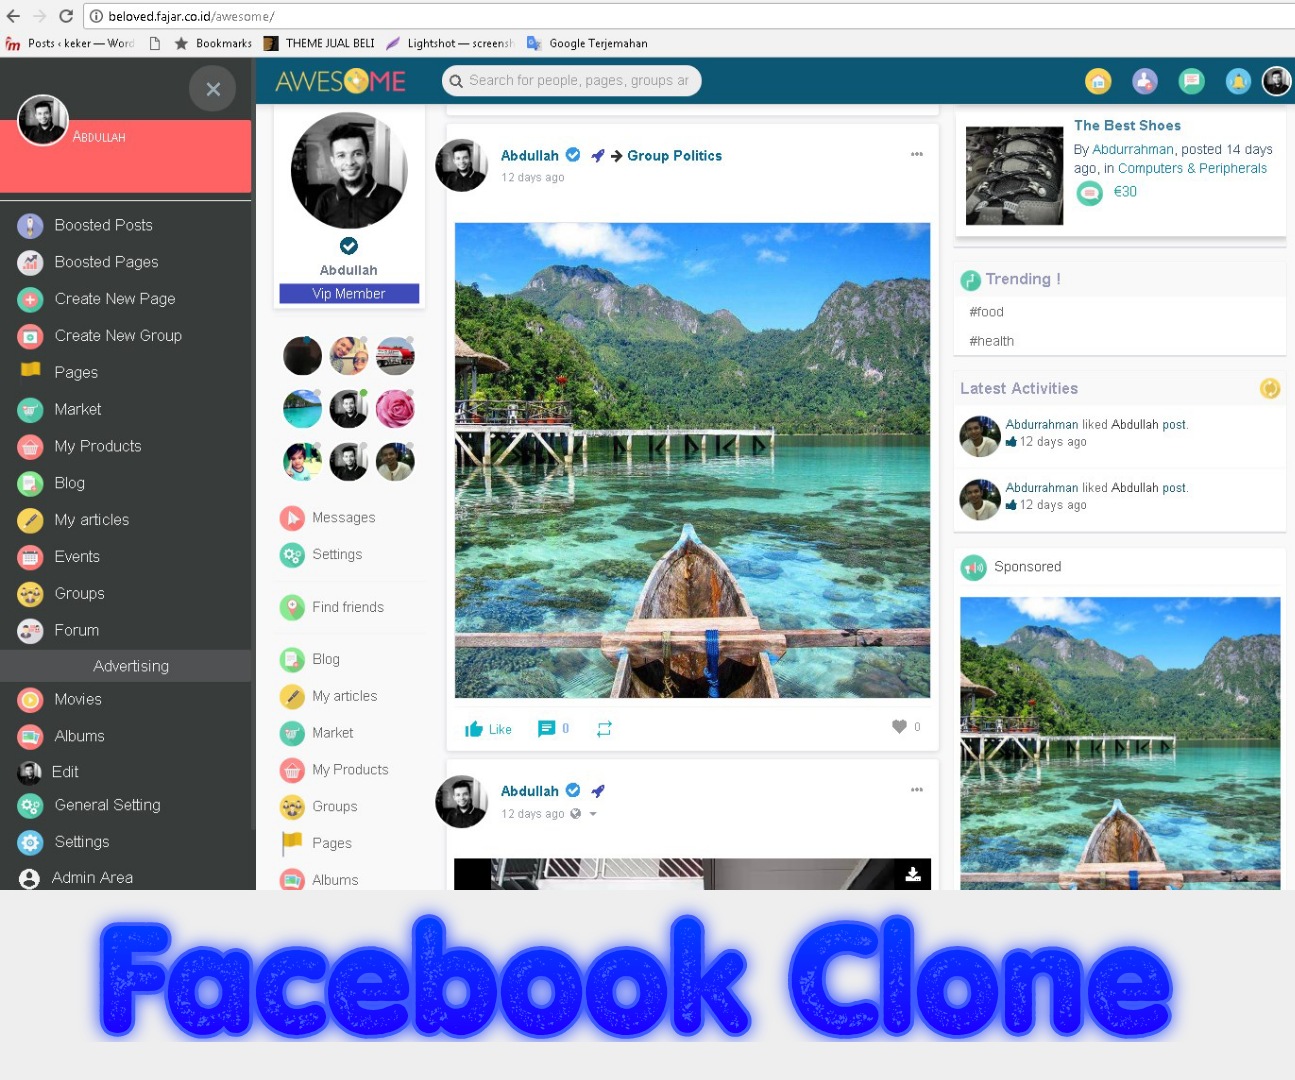 beloved.fajar.co.id/awesome/
Posts ‹ keker — Word
Bookmarks
THEME JUAL BELI
Lightshot — screensh
Google Terjemahan
Abdullah
Boosted Posts
Boosted Pages
Create New Page
Create New Group
Pages
Market
My Products
Blog
My articles
Events
Groups
Forum
Advertising
Movies
Albums
Edit
General Setting
Settings
Admin Area
AWESOME
Search for people, pages, groups ar
Abdullah
Vip Member
Messages
Settings
Find friends
Blog
My articles
Market
My Products
Groups
Pages
Albums
Abdullah → Group Politics
12 days ago
Like
0
0
Abdullah
12 days ago
The Best Shoes
By Abdurrahman, posted 14 days
ago, in Computers & Peripherals
€30
Trending !
#food
#health
Latest Activities
Abdurrahman liked Abdullah post.
12 days ago
Abdurrahman liked Abdullah post.
12 days ago
Sponsored
Facebook Clone